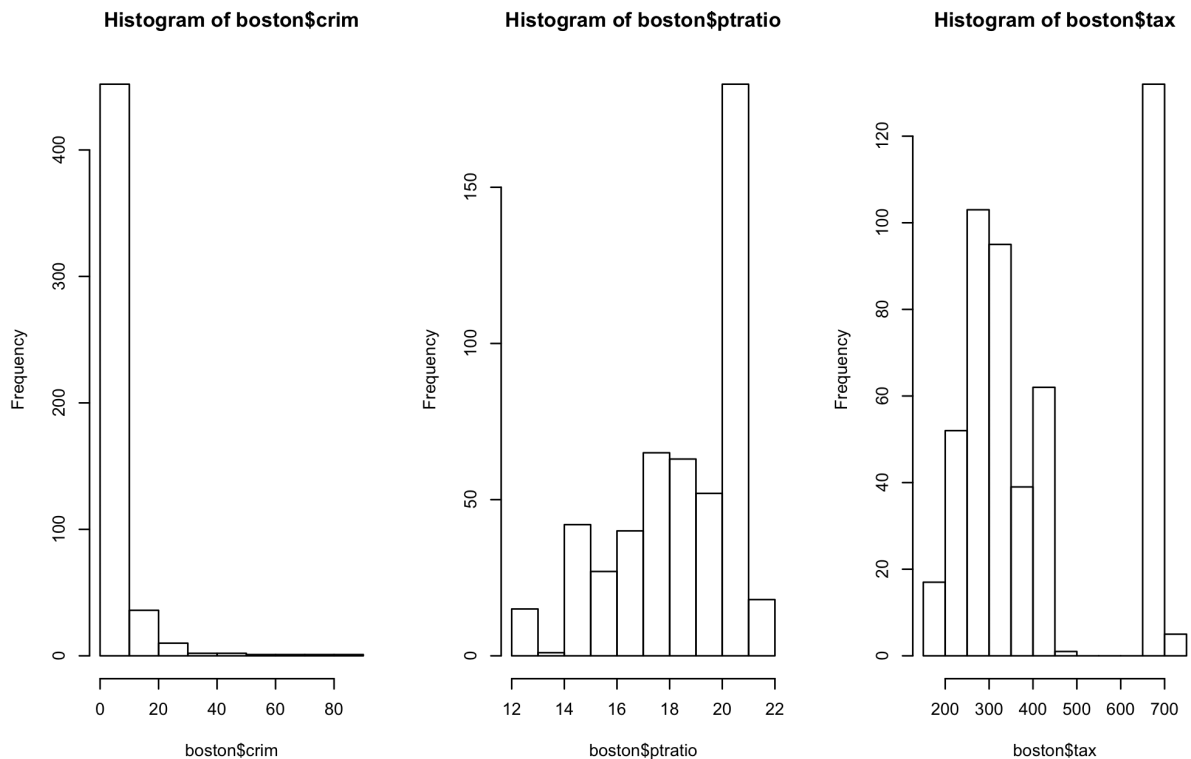 Histogram of boston$crim
Frequency
0
100
200
300
400
0 20 40 60 80
boston$crim
Histogram of boston$ptratio
Frequency
0
50
100
150
12 14 16 18 20 22
boston$ptratio
Histogram of boston$tax
Frequency
0
20
40
60
80
100
120
200 300 400 500 600 700
boston$tax